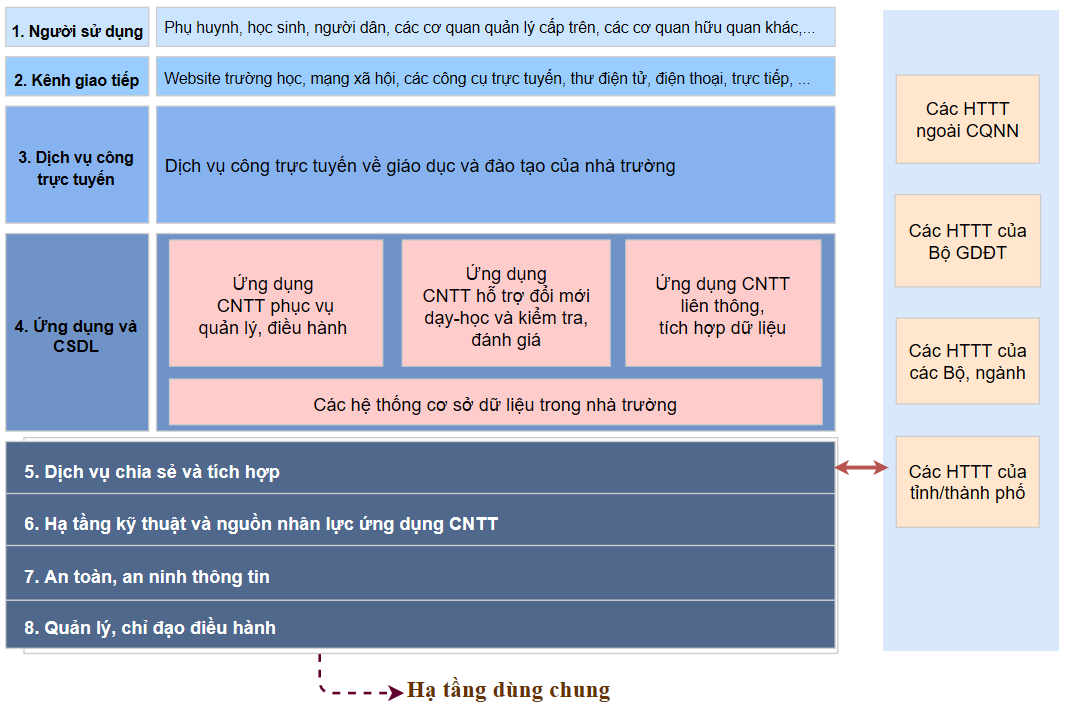 1. Người sử dụng
Phụ huynh, học sinh, người dân, các cơ quan quản lý cấp trên, các cơ quan hữu quan khác,...
2. Kênh giao tiếp
Website trường học, mạng xã hội, các công cụ trực tuyến, thư điện tử, điện thoại, trực tiếp, ...
3. Dịch vụ công
trực tuyến
Dịch vụ công trực tuyến về giáo dục và đào tạo của nhà trường
4. Ứng dụng và
CSDL
Ứng dụng
CNTT phục vụ
quản lý, điều hành
Ứng dụng
CNTT hỗ trợ đổi mới
dạy-học và kiểm tra,
đánh giá
Ứng dụng CNTT
liên thông,
tích hợp dữ liệu
Các hệ thống cơ sở dữ liệu trong nhà trường
5. Dịch vụ chia sẻ và tích hợp
6. Hạ tầng kỹ thuật và nguồn nhân lực ứng dụng CNTT
7. An toàn, an ninh thông tin
8. Quản lý, chỉ đạo điều hành
Hạ tầng dùng chung
Các HTTT
ngoài CQNN
Các HTTT của
Bộ GDĐT
Các HTTT của
các Bộ, ngành
Các HTTT của
tỉnh/thành phố